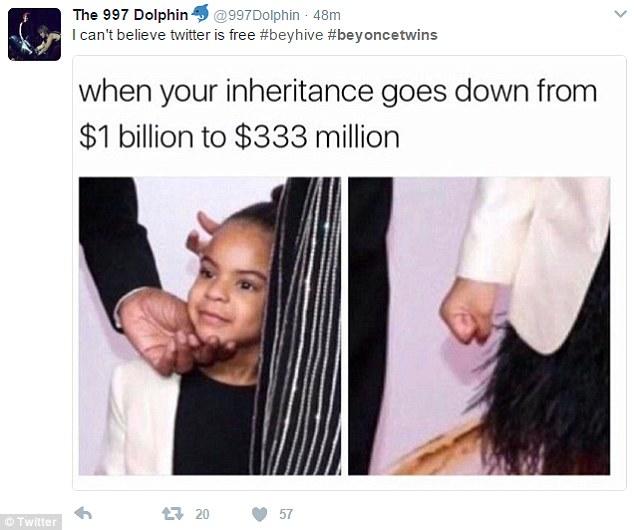 The 997 Dolphin🐬 @997Dolphin · 48m
I can't believe twitter is free #beyhive #beyoncetwins
when your inheritance goes down from
$1 billion to $333 million
20 57
© Twitter